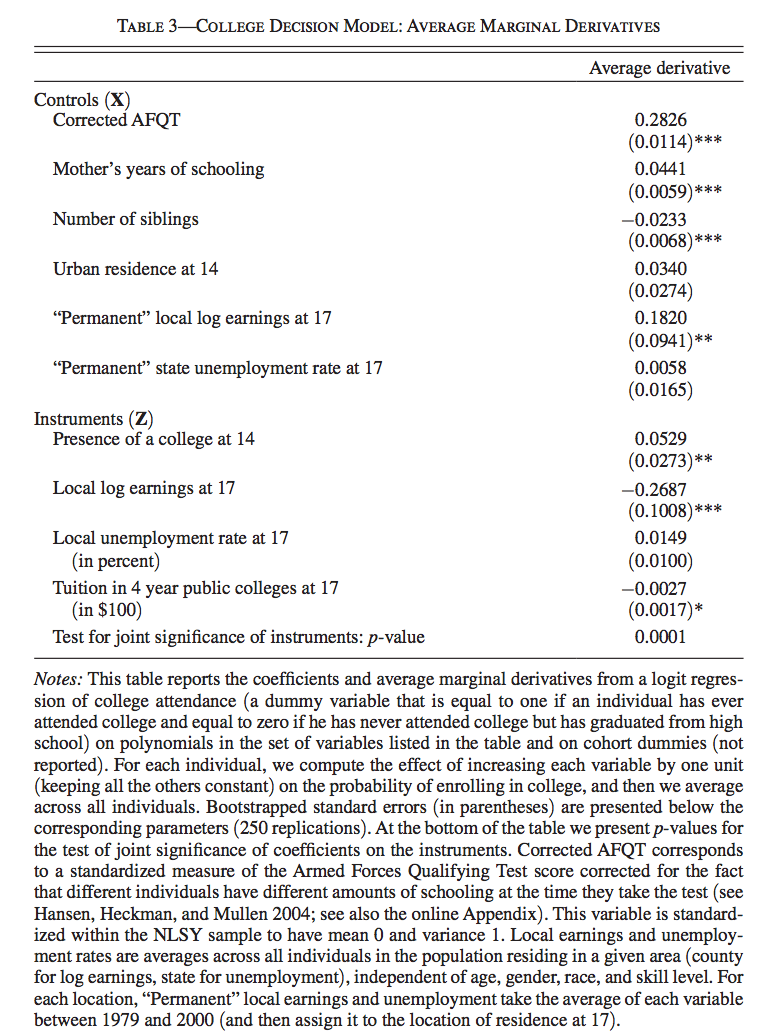 TABLE 3—COLLEGE DECISION MODEL: AVERAGE MARGINAL DERIVATIVES
Average derivative
Controls (X)
Corrected AFQT 0.2826
(0.0114)***
Mother’s years of schooling 0.0441
(0.0059)***
Number of siblings −0.0233
(0.0068)***
Urban residence at 14 0.0340
(0.0274)
“Permanent” local log earnings at 17 0.1820
(0.0941)**
“Permanent” state unemployment rate at 17 0.0058
(0.0165)
Instruments (Z)
Presence of a college at 14 0.0529
(0.0273)**
Local log earnings at 17 −0.2687
(0.1008)***
Local unemployment rate at 17 0.0149
(in percent) (0.0100)
Tuition in 4 year public colleges at 17 −0.0027
(in $100) (0.0017)*
Test for joint significance of instruments: p-value 0.0001
Notes: This table reports the coefficients and average marginal derivatives from a logit regres-
sion of college attendance (a dummy variable that is equal to one if an individual has ever
attended college and equal to zero if he has never attended college but has graduated from high
school) on polynomials in the set of variables listed in the table and on cohort dummies (not
reported). For each individual, we compute the effect of increasing each variable by one unit
(keeping all the others constant) on the probability of enrolling in college, and then we average
across all individuals. Bootstrapped standard errors (in parentheses) are presented below the
corresponding parameters (250 replications). At the bottom of the table we present p-values for
the test of joint significance of coefficients on the instruments. Corrected AFQT corresponds
to a standardized measure of the Armed Forces Qualifying Test score corrected for the fact
that different individuals have different amounts of schooling at the time they take the test (see
Hansen, Heckman, and Mullen 2004; see also the online Appendix). This variable is standard-
ized within the NLSY sample to have mean 0 and variance 1. Local earnings and unemploy-
ment rates are averages across all individuals in the population residing in a given area (county
for log earnings, state for unemployment), independent of age, gender, race, and skill level. For
each location, “Permanent” local earnings and unemployment take the average of each variable
between 1979 and 2000 (and then assign it to the location of residence at 17).